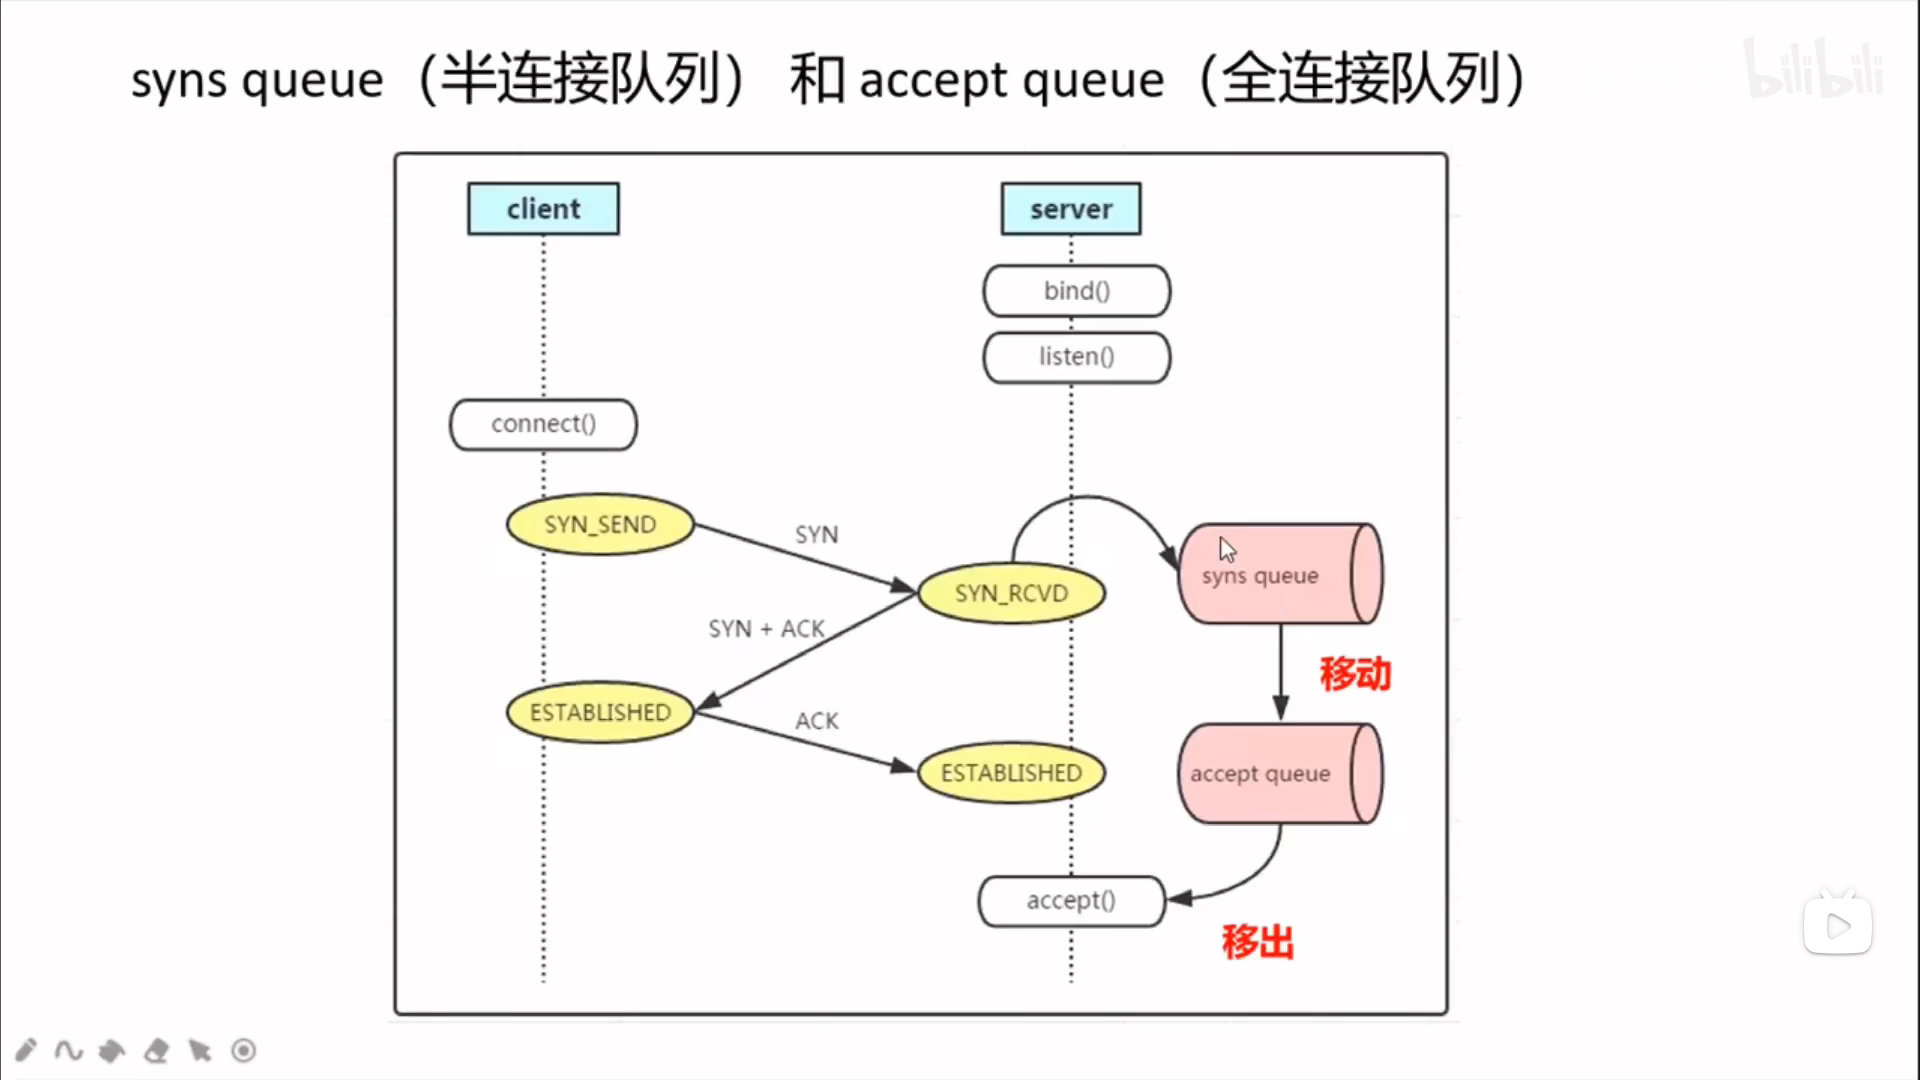 syns queue（半连接队列） 和 accept queue（全连接队列）
bilibili
client
server
bind()
listen()
connect()
SYN_SEND
SYN
SYN_RCVD
syns queue
SYN + ACK
移动
ESTABLISHED
ACK
ESTABLISHED
accept queue
accept()
移出